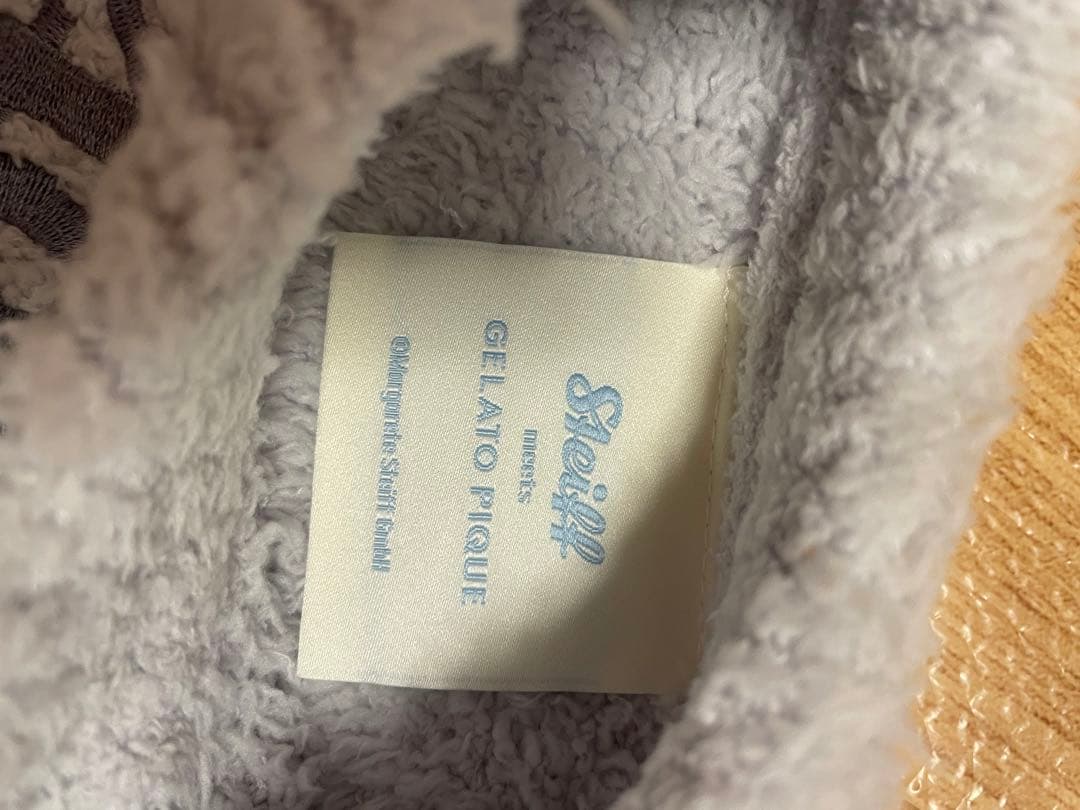 Steiff
meets
GELATO PIQUE
©Margarete Steiff GmbH